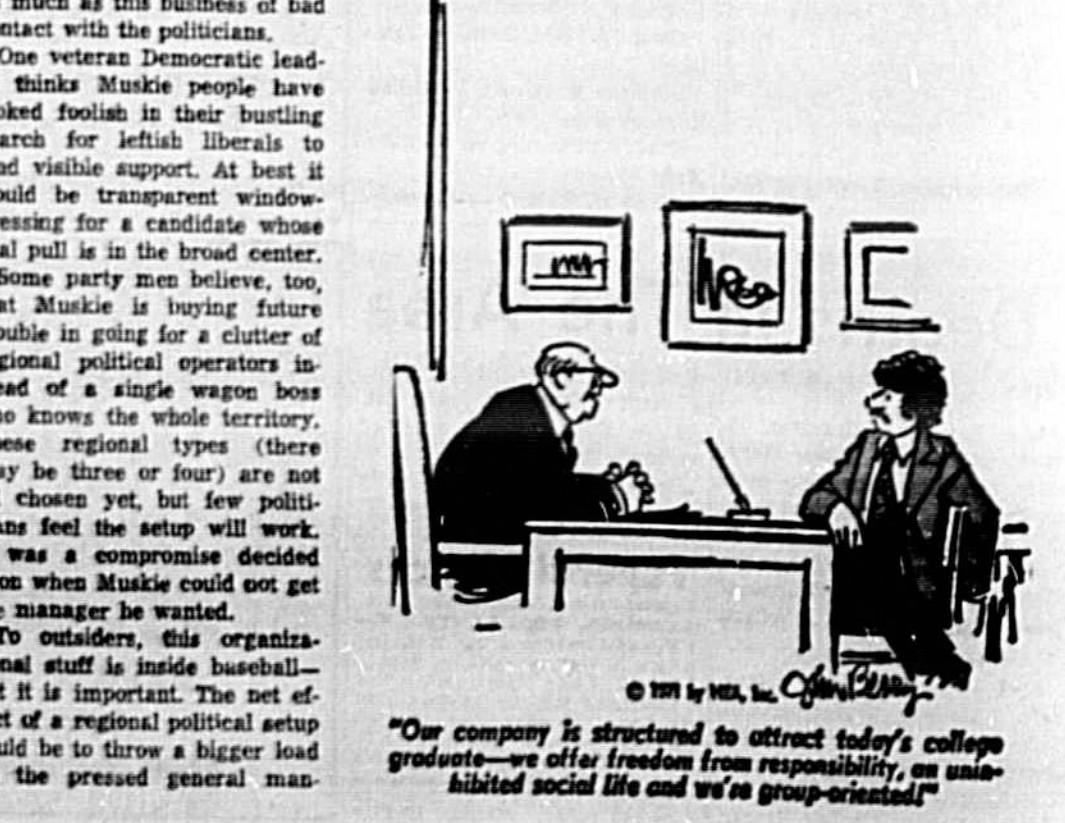 much as this business of bad
ntact with the politicians.
One veteran Democratic lead-
thinks Muskie people have
oked foolish in their bustling
arch for leftish liberals to
nd visible support. At best it
ould be transparent window-
essing for a candidate whose
al pull is in the broad center.
Some party men believe, too,
at Muskie is buying future
ouble in going for a clutter of
gional political operators in-
ead of a single wagon boss
ho knows the whole territory.
hese regional types (there
ay be three or four) are not
chosen yet, but few politi-
ans feel the setup will work.
was a compromise decided
on when Muskie could not get
e manager he wanted.
To outsiders, this organiza-
nal stuff is inside baseball—
t it is important. The net ef-
ct of a regional political setup
uld be to throw a bigger load
the pressed general man-
© 1971 by NEA, Inc. Jim Berry
"Our company is structured to attract today's college
graduate—we offer freedom from responsibility, an unin-
hibited social life and we're group-oriented!"